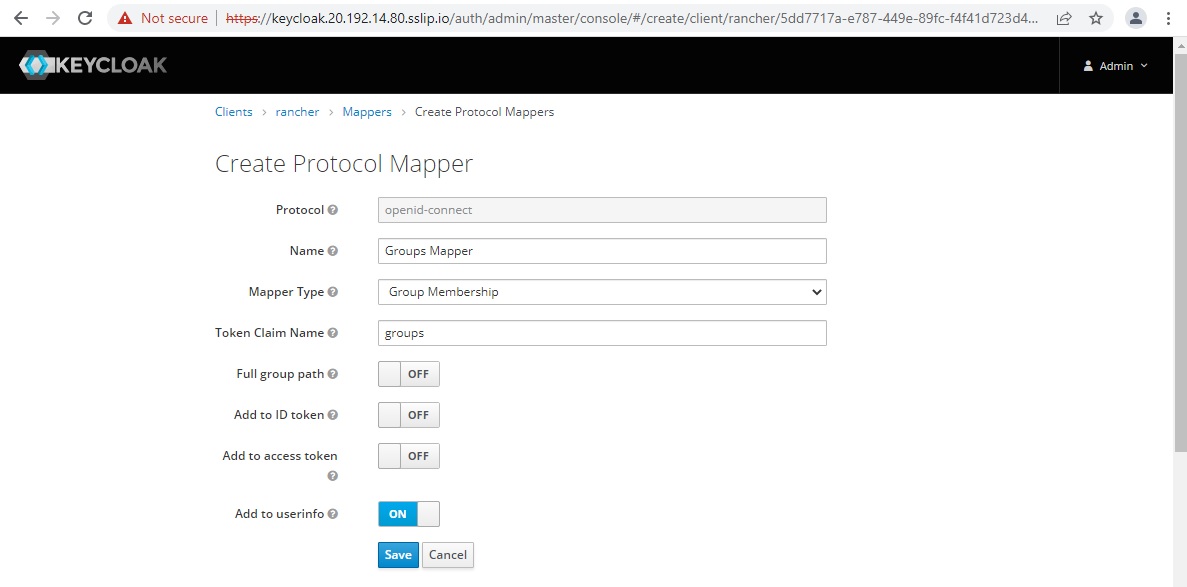 Not secure https://keycloak.20.192.14.80.sslip.io/auth/admin/master/console/#/create/client/rancher/5dd7717a-e787-449e-89fc-f4f41d723d4...
KEYCLOAK Admin
Clients > rancher > Mappers > Create Protocol Mappers
Create Protocol Mapper
Protocol openid-connect
Name Groups Mapper
Mapper Type Group Membership
Token Claim Name groups
Full group path OFF
Add to ID token OFF
Add to access token OFF
Add to userinfo ON
Save Cancel